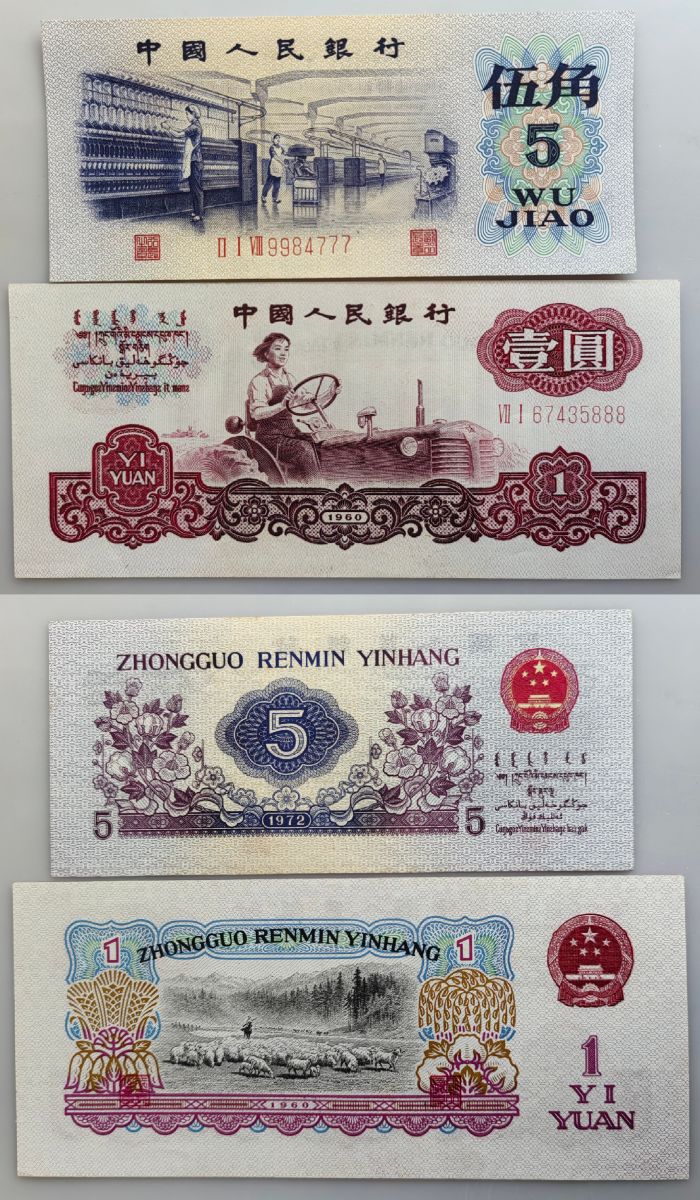 中國人民銀行
伍角
5
WU
JIAO
II I VIII 9984777
中國人民銀行
壹圓
VII I 67435888
YI
YUAN
1960
1
ZHONGGUO RENMIN YINHANG
5
5
1972
5
ZHONGGUO RENMIN YINHANG
1
1
1960
1
YI
YUAN